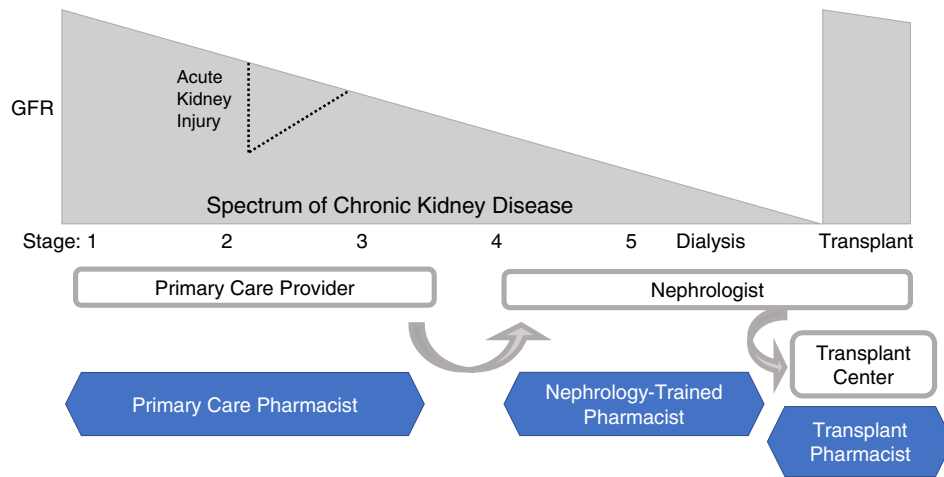 Acute
Kidney
Injury
GFR
Spectrum of Chronic Kidney Disease
Stage: 1 2 3 4 5 Dialysis Transplant
Primary Care Provider
Nephrologist
Transplant
Center
Primary Care Pharmacist
Nephrology-Trained
Pharmacist
Transplant
Pharmacist